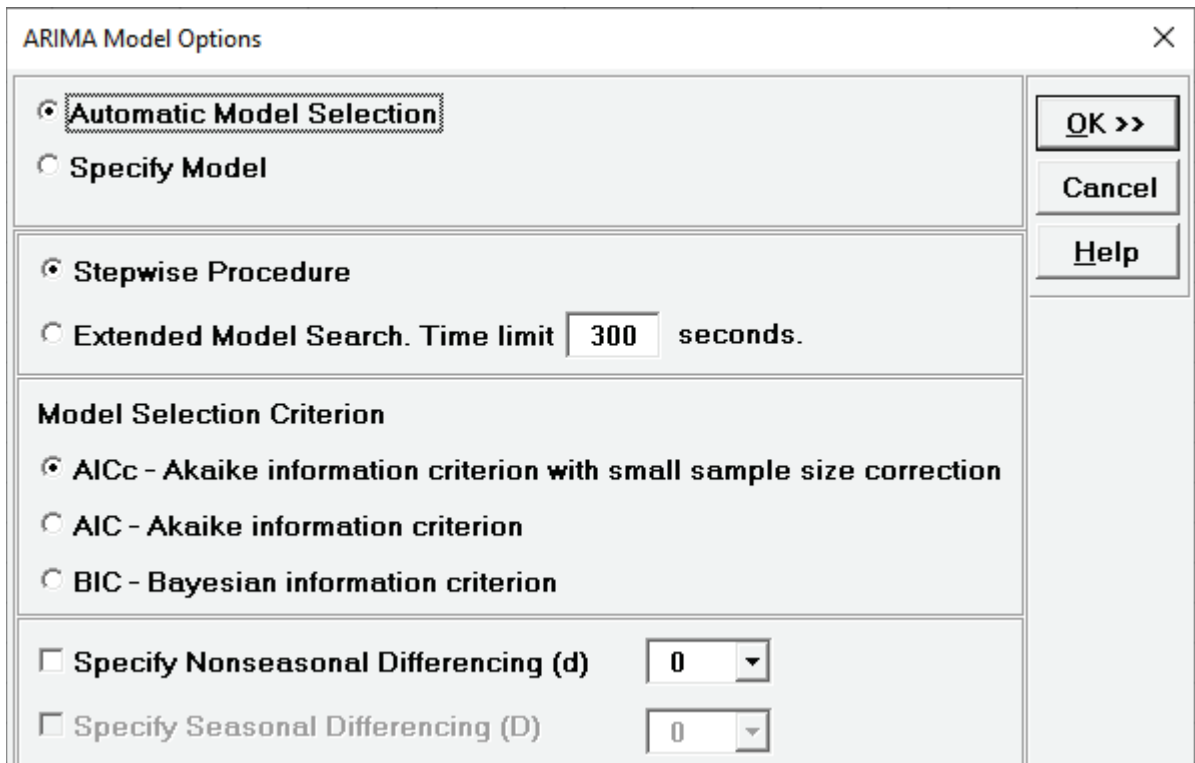 ARIMA Model Options
Automatic Model Selection
Specify Model
OK >>
Cancel
Help
Stepwise Procedure
Extended Model Search. Time limit 300 seconds.
Model Selection Criterion
AICc - Akaike information criterion with small sample size correction
AIC - Akaike information criterion
BIC - Bayesian information criterion
Specify Nonseasonal Differencing (d) 0
Specify Seasonal Differencing (D) 0